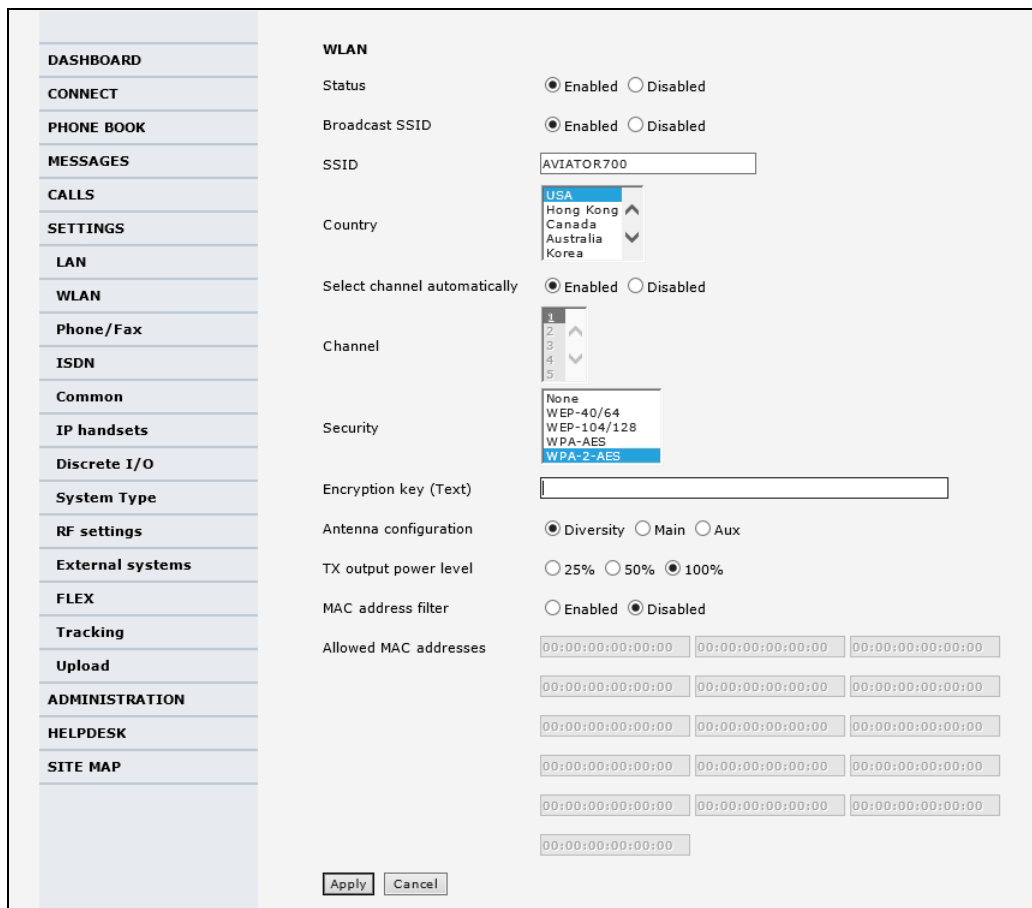 DASHBOARD
CONNECT
PHONE BOOK
MESSAGES
CALLS
SETTINGS
LAN
WLAN
Phone/Fax
ISDN
Common
IP handsets
Discrete I/O
System Type
RF settings
External systems
FLEX
Tracking
Upload
ADMINISTRATION
HELPDESK
SITE MAP
WLAN
Status Enabled Disabled
Broadcast SSID Enabled Disabled
SSID AVIATOR700
Country
USA
Hong Kong
Canada
Australia
Korea
Select channel automatically Enabled Disabled
Channel
1
2
3
4
5
Security
None
WEP-40/64
WEP-104/128
WPA-AES
WPA-2-AES
Encryption key (Text)
Antenna configuration Diversity Main Aux
TX output power level 25% 50% 100%
MAC address filter Enabled Disabled
Allowed MAC addresses 00:00:00:00:00:00 00:00:00:00:00:00 00:00:00:00:00:00
00:00:00:00:00:00 00:00:00:00:00:00 00:00:00:00:00:00
00:00:00:00:00:00 00:00:00:00:00:00 00:00:00:00:00:00
00:00:00:00:00:00 00:00:00:00:00:00 00:00:00:00:00:00
00:00:00:00:00:00 00:00:00:00:00:00 00:00:00:00:00:00
00:00:00:00:00:00
Apply Cancel